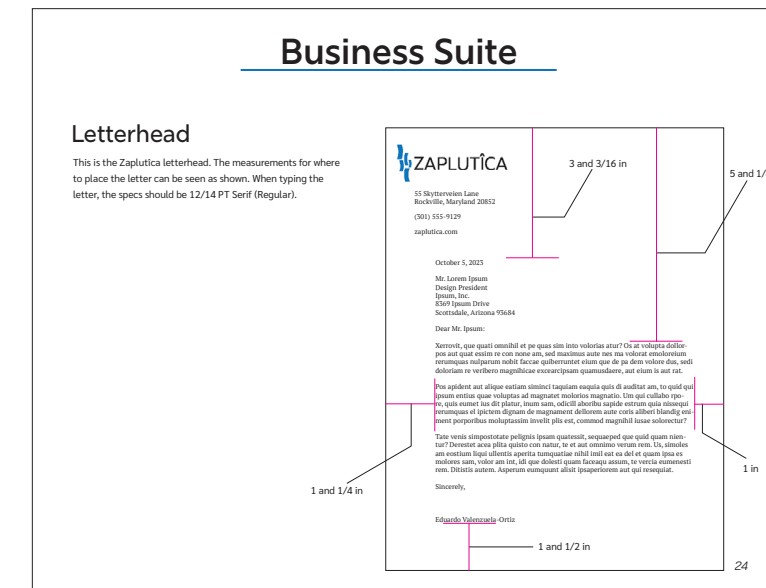 Business Suite
Letterhead
This is the Zaplutîca letterhead. The measurements for where
to place the letter can be seen as shown. When typing the
letter, the specs should be 12/14 PT Serif (Regular).
ZAPLUTÎCA
3 and 3/16 in
5 and 1/
55 Skytterveien Lane
Rockville, Maryland 20852
(301) 555-9129
zaplutica.com
October 5, 2023
Mr. Lorem Ipsum
Design President
Ipsum, Inc.
8369 Ipsum Drive
Scottsdale, Arizona 93684
Dear Mr. Ipsum:
Xerrovit, que quati omnihil et pe quas sim into volorias atur? Os at volupta dollor-
pos aut quat essim re con none am, sed maximus aute nes ma volorat emoloreium
rerumquas nulparum nobit faccae quiberruntet eium que de pa dem volore dus, sedi
doloriam re veribero magnihicae excearcipsam quamusdaere, aut eium is aut rat.
Pos apident aut alique eatiam siminci taquiam eaquia quis di auditat am, to quid qui
ipsum entius quae voluptas ad magnatet molorios magnatio. Um qui cullabo rpo-
re, quis eumet ius dit platur, inum sam, odicill aboribu sapide estrum quia nissequi
rerumquas el ipictem dignam de magnament dellorem aute coris aliberi blandig eni-
ment porporibus moluptassim invelit plis est, commod magnihil iusae solorectur?
Tate venis simpostotate pelignis ipsam quatessit, sequaeped que quid quam nien-
tur? Derestet acea plita quisto con natur, te et aut omnimo verum rem. Us, simoles
am eostium liqui ullentis aperita tumquatiae nihil imil eat ea del et quam ipsa es
molores sam, volor am int, idi que dolesti quam faceaqu assum, te vercia eumenesti
rem. Ditistis autem. Asperum eumquunt alisit ipsaperiorem aut qui resequiat.
1 in
1 and 1/4 in
Sincerely,
Eduardo Valenzuela-Ortiz
1 and 1/2 in
24